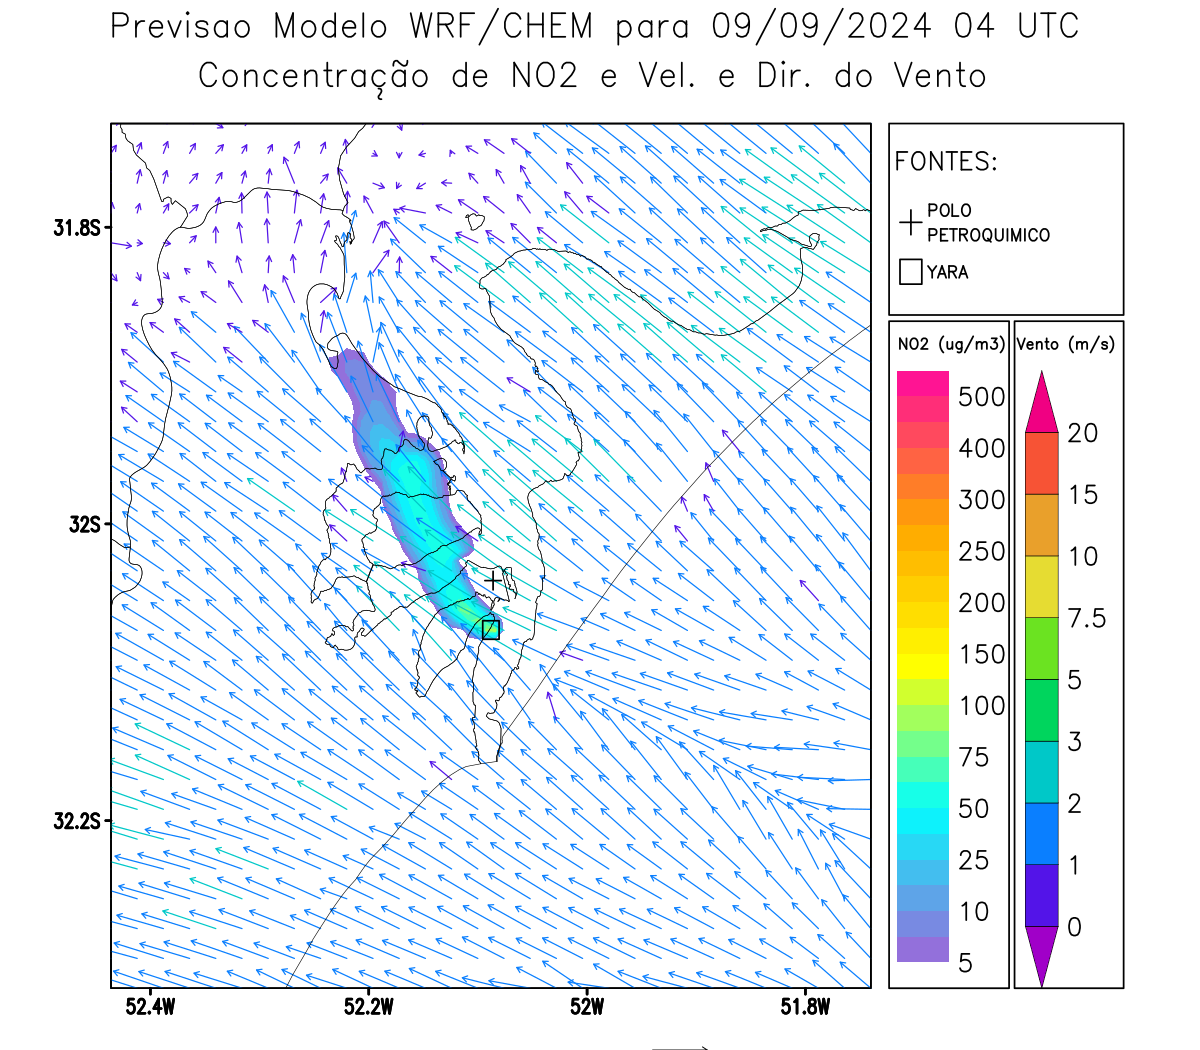 Previsao Modelo WRF/CHEM para 09/09/2024 04 UTC
Concentração de NO2 e Vel. e Dir. do Vento
FONTES:
POLO
PETROQUIMICO
YARA
31.8S
32S
32.2S
52.4W
52.2W
52W
51.8W
NO2 (ug/m3)
500
400
300
250
200
150
100
75
50
25
10
5
Vento (m/s)
20
15
10
7.5
5
3
2
1
0